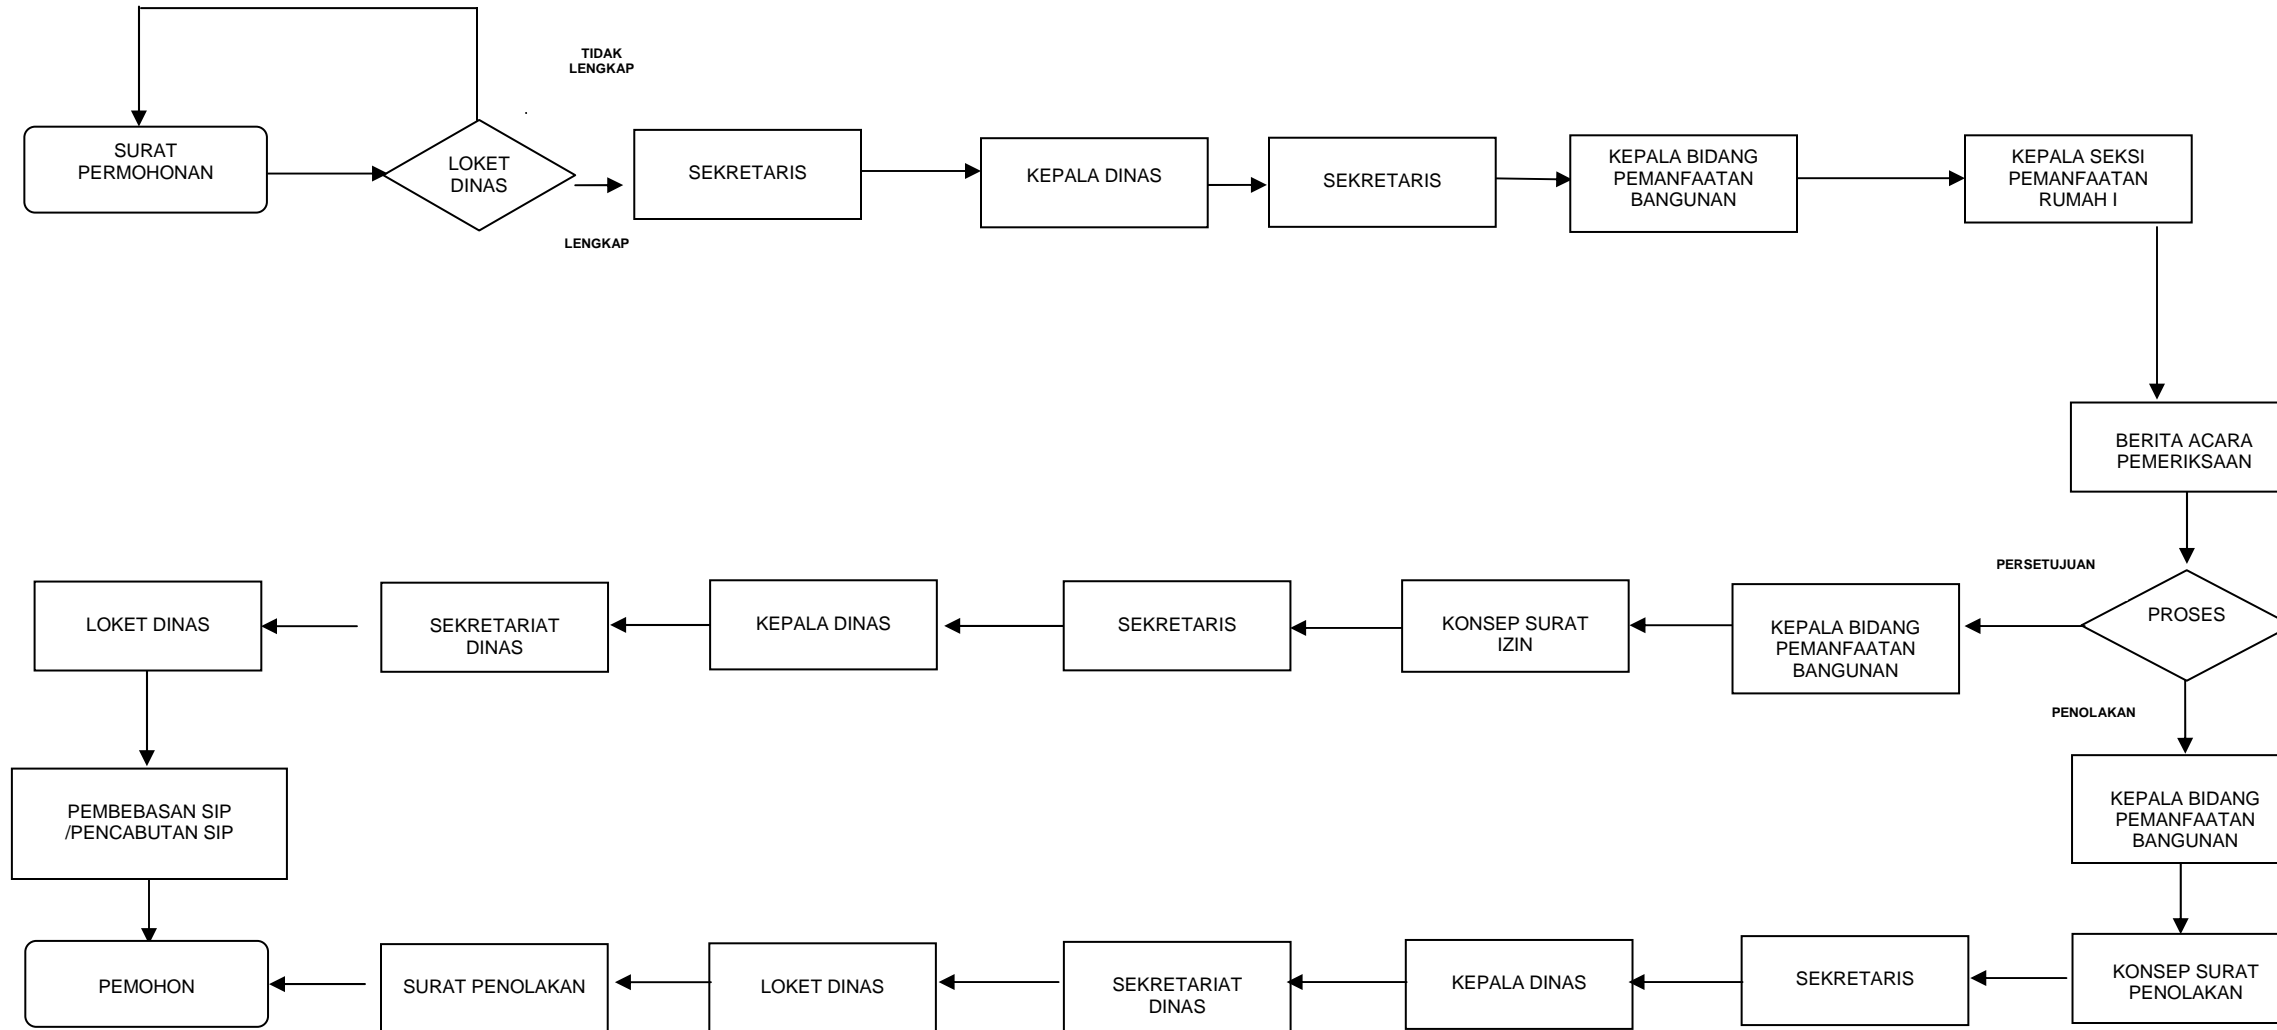 TIDAK
LENGKAP
SURAT
PERMOHONAN
LOKET
DINAS
LENGKAP
SEKRETARIS
KEPALA DINAS
SEKRETARIS
KEPALA BIDANG
PEMANFAATAN
BANGUNAN
KEPALA SEKSI
PEMANFAATAN
RUMAH I
BERITA ACARA
PEMERIKSAAN
PROSES
PERSETUJUAN
KEPALA BIDANG
PEMANFAATAN
BANGUNAN
KONSEP SURAT
IZIN
SEKRETARIS
KEPALA DINAS
SEKRETARIAT
DINAS
LOKET DINAS
PEMBEBASAN SIP
/PENCABUTAN SIP
PENOLAKAN
KEPALA BIDANG
PEMANFAATAN
BANGUNAN
KONSEP SURAT
PENOLAKAN
SEKRETARIS
KEPALA DINAS
SEKRETARIAT
DINAS
LOKET DINAS
SURAT PENOLAKAN
PEMOHON